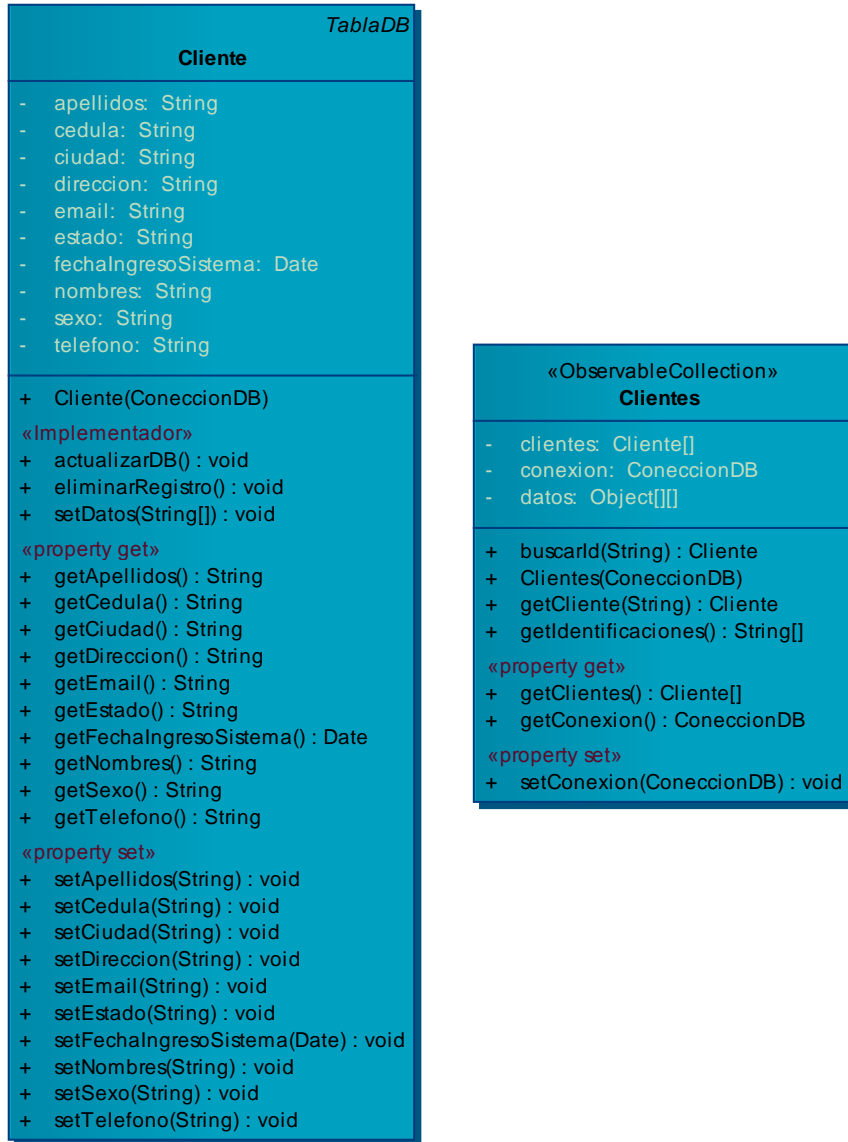 TablaDB
Cliente
- apellidos: String
- cedula: String
- ciudad: String
- direccion: String
- email: String
- estado: String
- fechaIngresoSistema: Date
- nombres: String
- sexo: String
- telefono: String
+ Cliente(ConeccionDB)
«Implementador»
+ actualizarDB() : void
+ eliminarRegistro() : void
+ setDatos(String[]) : void
«property get»
+ getApellidos() : String
+ getCedula() : String
+ getCiudad() : String
+ getDireccion() : String
+ getEmail() : String
+ getEstado() : String
+ getFechaIngresoSistema() : Date
+ getNombres() : String
+ getSexo() : String
+ getTelefono() : String
«property set»
+ setApellidos(String) : void
+ setCedula(String) : void
+ setCiudad(String) : void
+ setDireccion(String) : void
+ setEmail(String) : void
+ setEstado(String) : void
+ setFechaIngresoSistema(Date) : void
+ setNombres(String) : void
+ setSexo(String) : void
+ setTelefono(String) : void
«ObservableCollection»
Clientes
- clientes: Cliente[]
- conexion: ConeccionDB
- datos: Object[][]
+ buscarId(String) : Cliente
+ Clientes(ConeccionDB)
+ getCliente(String) : Cliente
+ getIdentificaciones() : String[]
«property get»
+ getClientes() : Cliente[]
+ getConexion() : ConeccionDB
«property set»
+ setConexion(ConeccionDB) : void